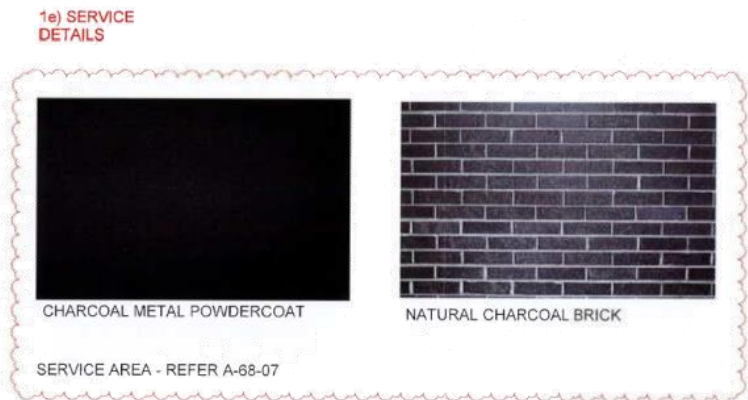 1e) SERVICE
DETAILS
CHARCOAL METAL POWDERCOAT
NATURAL CHARCOAL BRICK
SERVICE AREA - REFER A-68-07